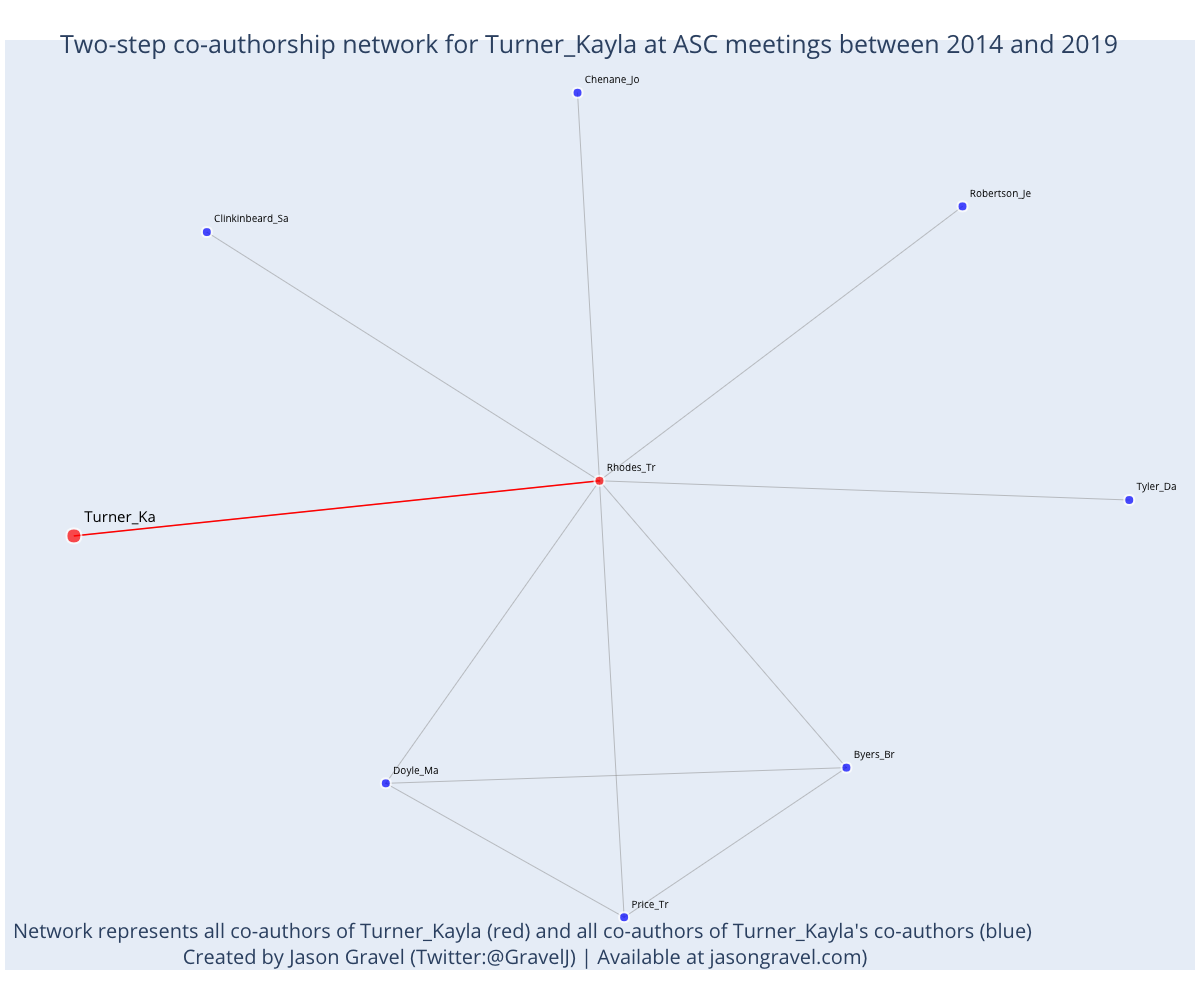 Two-step co-authorship network for Turner_Kayla at ASC meetings between 2014 and 2019
Chenane_Jo
Robertson_Je
Clinkinbeard_Sa
Rhodes_Tr
Tyler_Da
Turner_Ka
Byers_Br
Doyle_Ma
Price_Tr
Network represents all co-authors of Turner_Kayla (red) and all co-authors of Turner_Kayla's co-authors (blue)
Created by Jason Gravel (Twitter:@GravelJ) | Available at jasongravel.com)